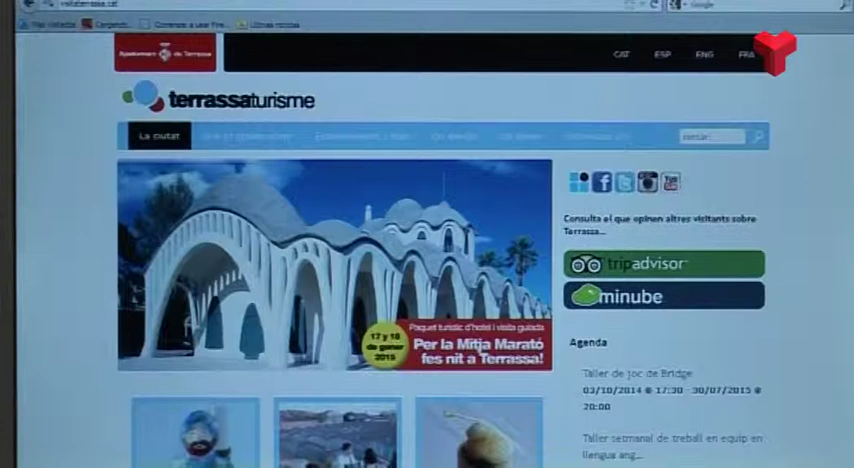 visitaterrassa.cat
Google
Ajuntament de Terrassa
CAT ESP ENG FRA
terrassaturisme
La ciutat
Consulta el que opinen altres visitants sobre
Terrassa...
tripadvisor
minube
17 y 18
de gener
2015
Paquet turístic d'hotel i visita guiada
Per la Mitja Marató
fes nit a Terrassa!
Agenda
Taller de joc de Bridge
03/10/2014 @ 17:30 - 30/07/2015 @
20:00
Taller setmanal de treball en equip en
llengua ang...